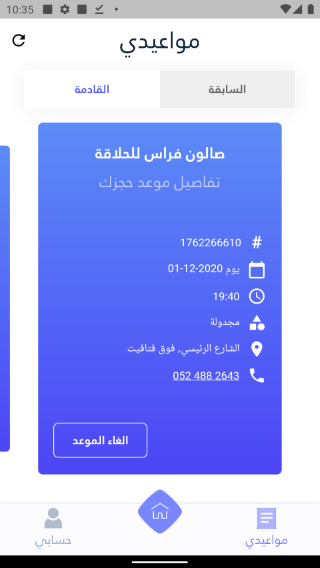 10:35
مواعيدي
السابقة
القادمة
صالون فراس للحلاقة
تفاصيل موعد حجزك
# 1762266610
يوم 2020-12-01
19:40
مجدولة
الشارع الرئيسي, فوق فتافيت
052 488 2643
الغاء الموعد
مواعيدي
حسابي